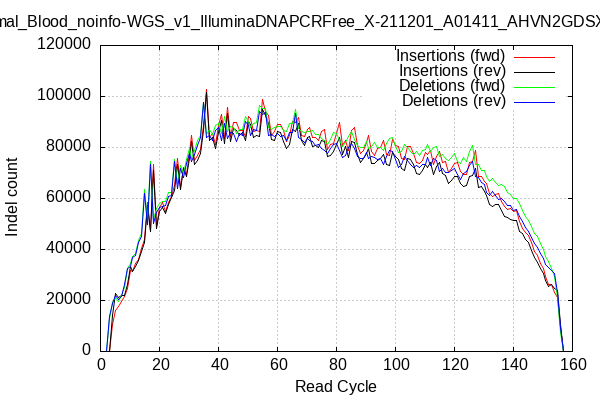 mal_Blood_noinfo-WGS_v1_IlluminaDNAPCRFree_X-211201_A01411_AHVN2GDSX
120000
100000
80000
60000
40000
20000
0
Insertions (fwd)
Insertions (rev)
Deletions (fwd)
Deletions (rev)
Indel count
0 20 40 60 80 100 120 140 160
Read Cycle